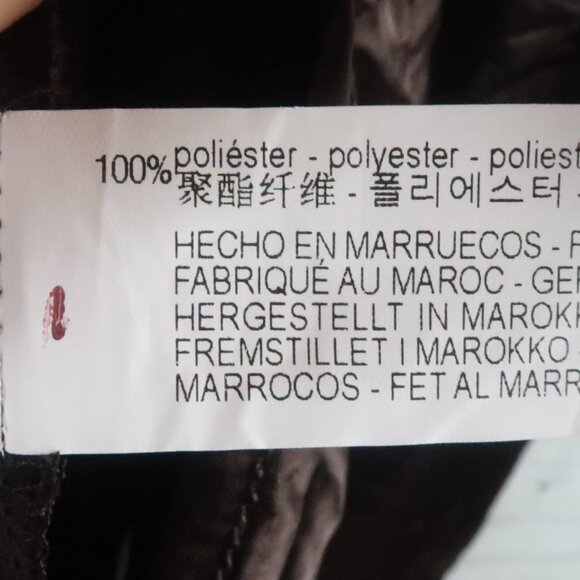 100% poliéster - polyester - poliest
聚酯纤维 - 폴리에스터
HECHO EN MARRUECOS - F
FABRIQUÉ AU MAROC - GEF
HERGESTELLT IN MAROKK
FREMSTILLET I MAROKKO
MARROCOS - FET AL MARR